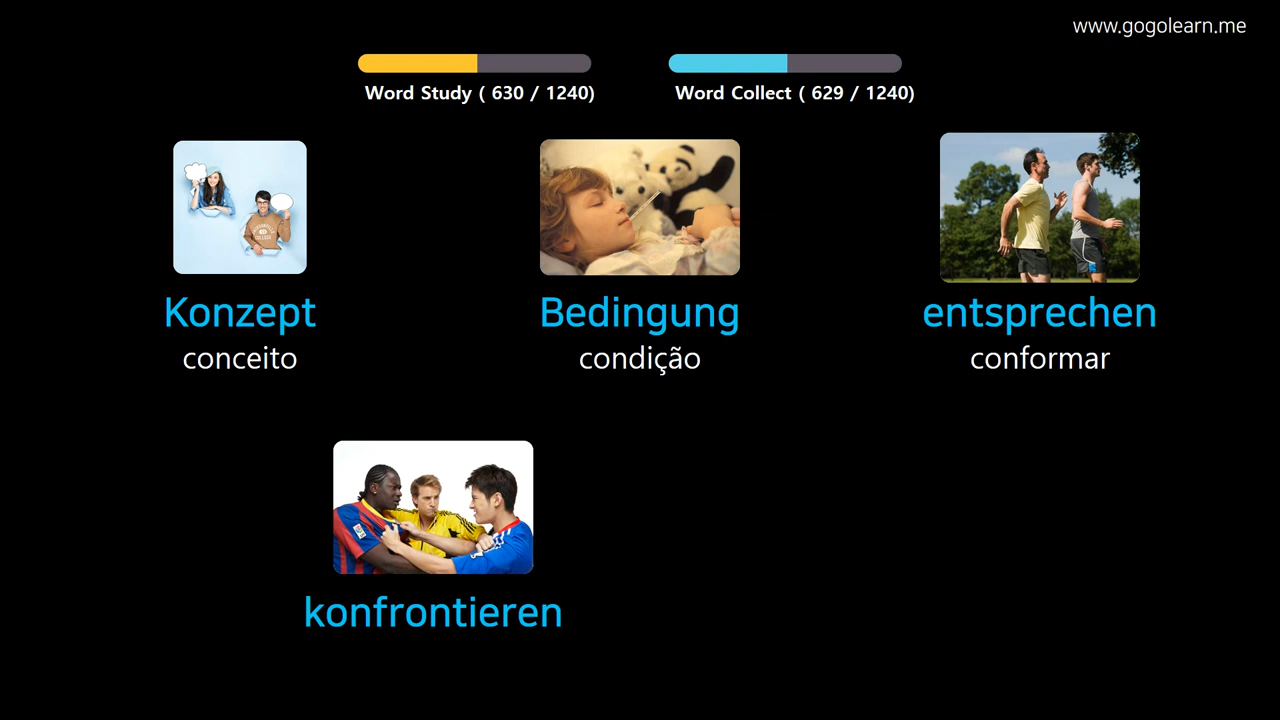 www.gogolearn.me
Word Study ( 630 / 1240)
Word Collect ( 629 / 1240)
Konzept
conceito
Bedingung
condição
entsprechen
conformar
konfrontieren